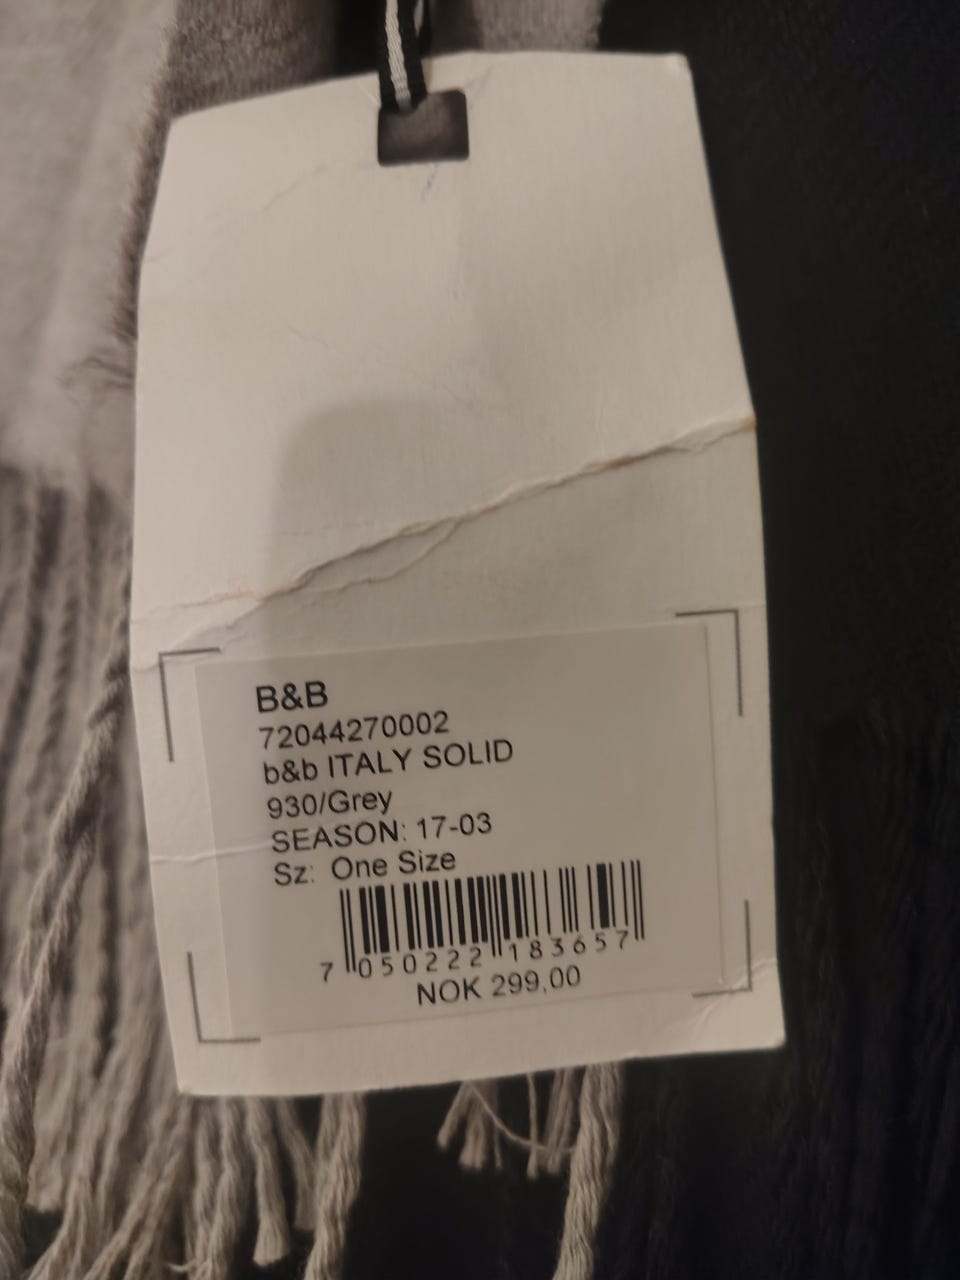 B&B
72044270002
b&b ITALY SOLID
930/Grey
SEASON: 17-03
Sz: One Size
7 050222 183657
NOK 299,00